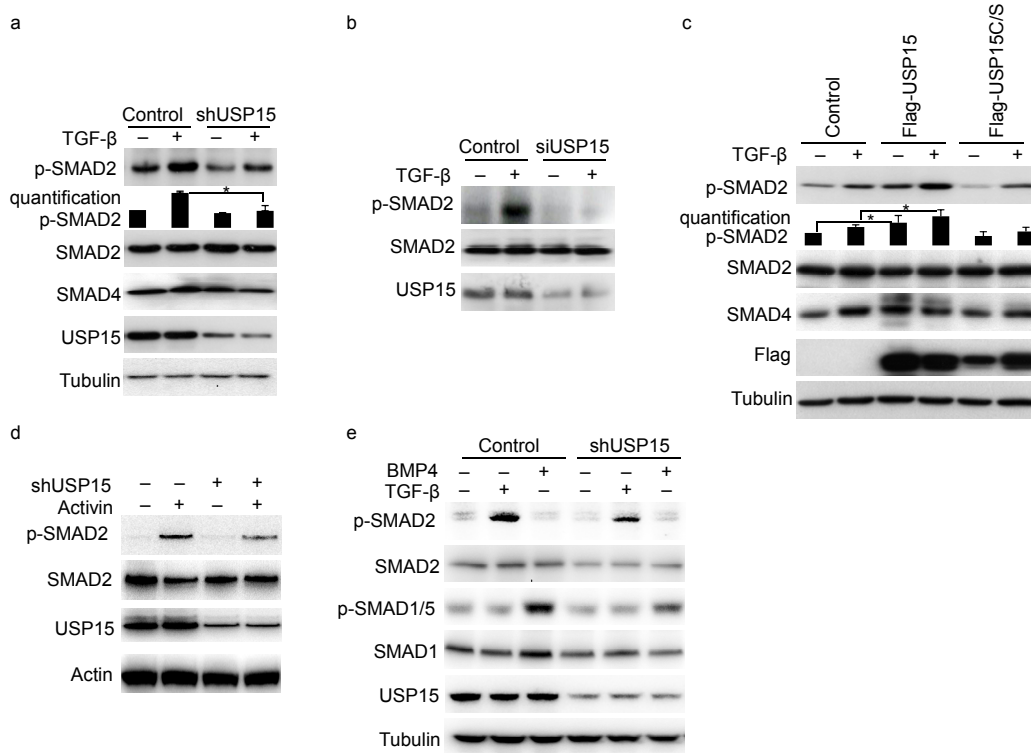 a
Control shUSP15
TGF-β – + – +
p-SMAD2
quantification
p-SMAD2
*
SMAD2
SMAD4
USP15
Tubulin
b
Control siUSP15
TGF-β – + – +
p-SMAD2
SMAD2
USP15
c
Control Flag-USP15 Flag-USP15C/S
TGF-β – + – + – +
p-SMAD2
quantification
p-SMAD2
* *
SMAD2
SMAD4
Flag
Tubulin
d
shUSP15 – – + +
Activin – + – +
p-SMAD2
SMAD2
USP15
Actin
e
Control shUSP15
BMP4 – – + – – +
TGF-β – + – – + –
p-SMAD2
SMAD2
p-SMAD1/5
SMAD1
USP15
Tubulin